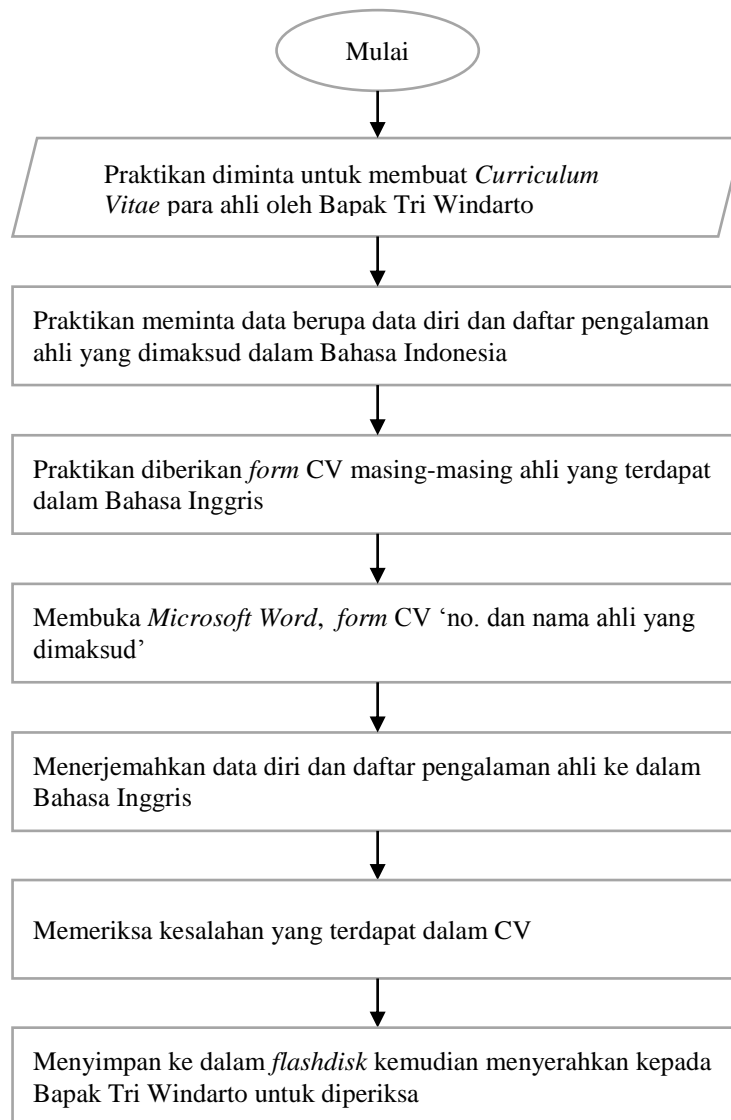 Mulai
Praktikan diminta untuk membuat Curriculum
Vitae para ahli oleh Bapak Tri Windarto
Praktikan meminta data berupa data diri dan daftar pengalaman
ahli yang dimaksud dalam Bahasa Indonesia
Praktikan diberikan form CV masing-masing ahli yang terdapat
dalam Bahasa Inggris
Membuka Microsoft Word, form CV ‘no. dan nama ahli yang
dimaksud’
Menerjemahkan data diri dan daftar pengalaman ahli ke dalam
Bahasa Inggris
Memeriksa kesalahan yang terdapat dalam CV
Menyimpan ke dalam flashdisk kemudian menyerahkan kepada
Bapak Tri Windarto untuk diperiksa